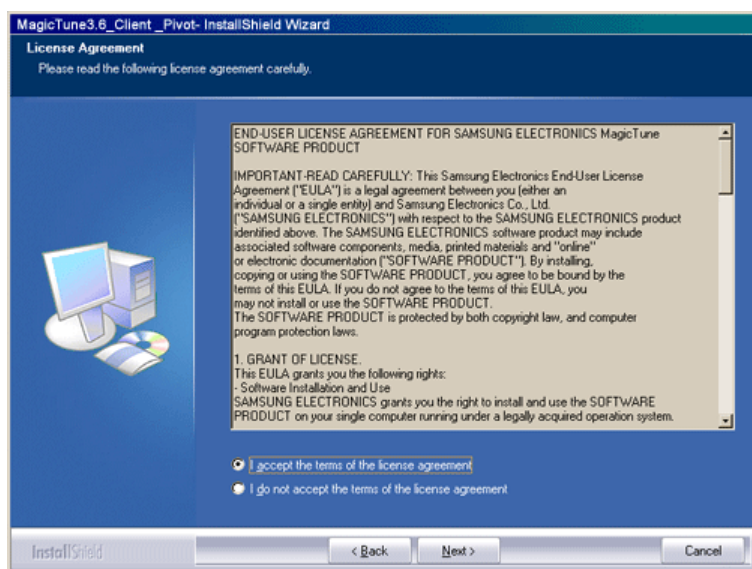 MagicTune3.6_Client _Pivot- InstallShield Wizard
License Agreement
Please read the following license agreement carefully.
END-USER LICENSE AGREEMENT FOR SAMSUNG ELECTRONICS MagicTune
SOFTWARE PRODUCT
IMPORTANT-READ CAREFULLY: This Samsung Electronics End-User License
Agreement ("EULA") is a legal agreement between you (either an
individual or a single entity) and Samsung Electronics Co., Ltd.
("SAMSUNG ELECTRONICS") with respect to the SAMSUNG ELECTRONICS product
identified above. The SAMSUNG ELECTRONICS software product may include
associated software components, media, printed materials and "online"
or electronic documentation ("SOFTWARE PRODUCT"). By installing,
copying or using the SOFTWARE PRODUCT, you agree to be bound by the
terms of this EULA. If you do not agree to the terms of this EULA, you
may not install or use the SOFTWARE PRODUCT.
The SOFTWARE PRODUCT is protected by both copyright law, and computer
program protection laws.
1. GRANT OF LICENSE.
This EULA grants you the following rights:
- Software Installation and Use
SAMSUNG ELECTRONICS grants you the right to install and use the SOFTWARE
PRODUCT on your single computer running under a legally acquired operation system.
I accept the terms of the license agreement
I do not accept the terms of the license agreement
InstallShield
< Back
Next >
Cancel